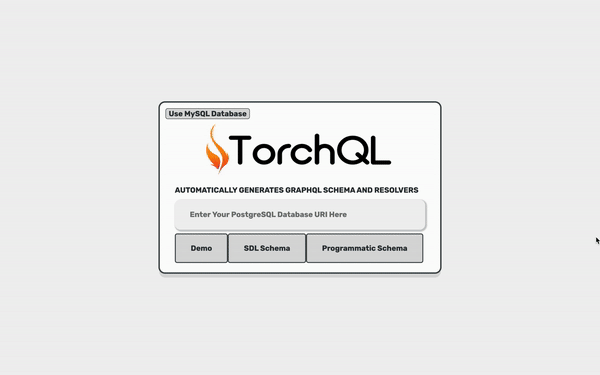 Use MySQL Database
TorchQL
AUTOMATICALLY GENERATES GRAPHQL SCHEMA AND RESOLVERS
Enter Your PostgreSQL Database URI Here
Demo SDL Schema Programmatic Schema